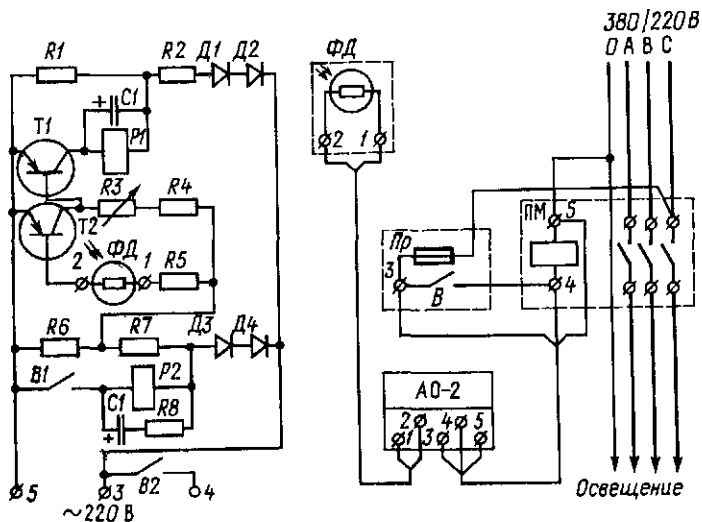 380/220 В
0 A B C
R1 R2 Д1 Д2
ФД
+ C1
T1
P1
2 1
R3 R4
T2
ФД
ПМ 5
2 1 R5
Пр
3
В
4
R6 R7 Д3 Д4
В1
P2
АО-2
C1 R8
+
2 4 5
1 3
В2
5 3 4
~220 В
Освещение